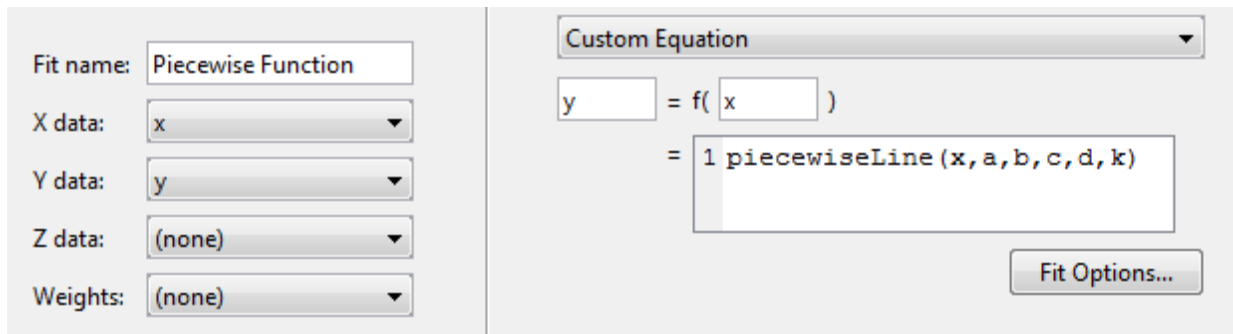 Fit name: Piecewise Function
X data: x
Y data: y
Z data: (none)
Weights: (none)
Custom Equation
y = f( x )
= 1 piecewiseLine(x,a,b,c,d,k)
Fit Options...